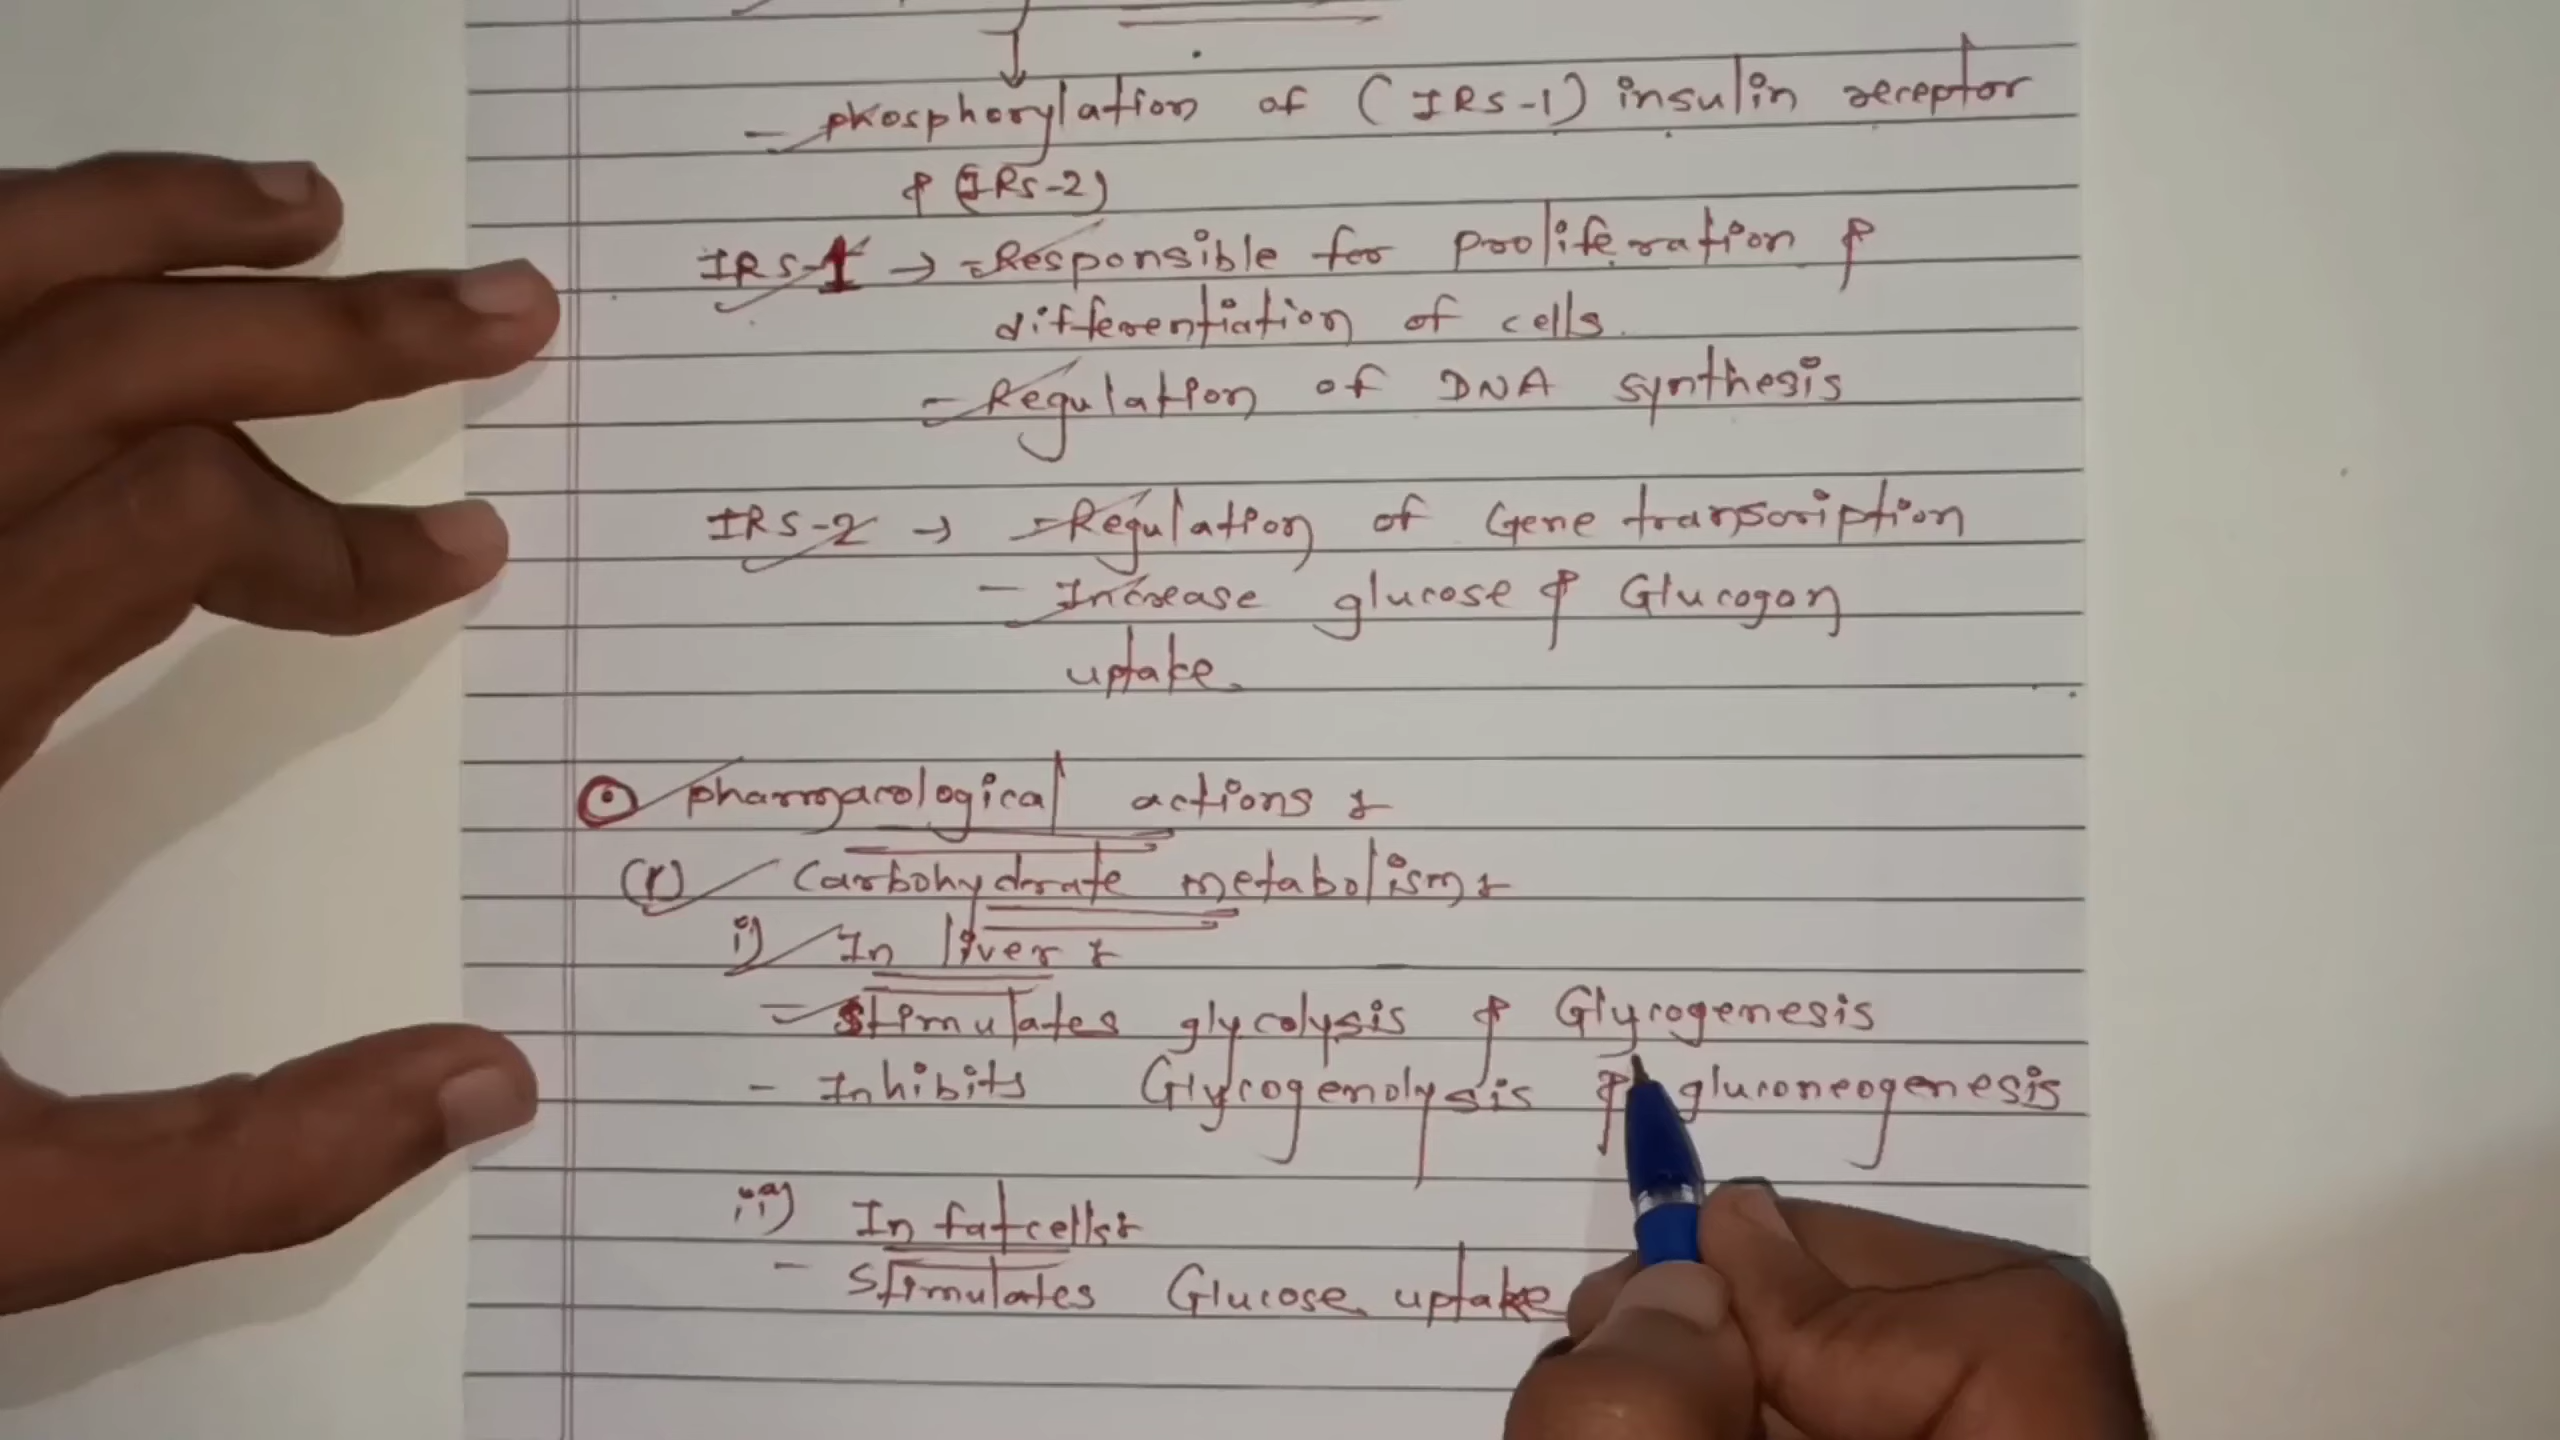 - phosphorylation of (IRS-1) insulin receptor
& (IRS-2)
IRS-1 → - Responsible for proliferation &
differentiation of cells.
- Regulation of DNA synthesis
IRS-2 → - Regulation of Gene transcription
- Increase glucose & Glucogon
uptake.
pharmacological actions :
(1) Carbohydrate metabolism :
i) In liver :
- Stimulates glycolysis & Glycogenesis
- Inhibits Glycogenolysis & gluconeogenesis
ii) In fat cells :
- Stimulates Glucose uptake